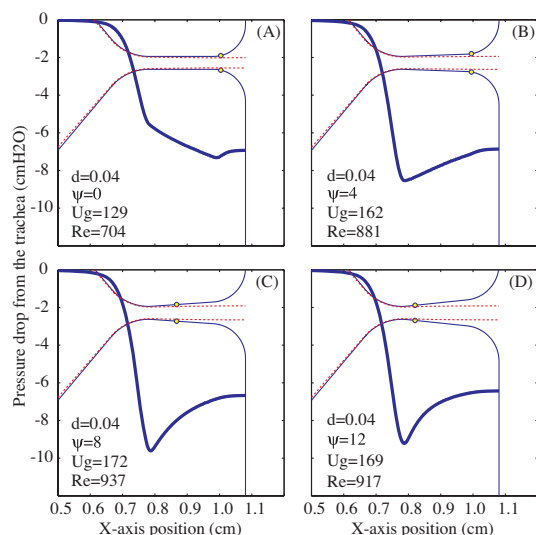 Pressure drop from the trachea (cmH2O)
0
-2
-4
-6
-8
-10
(A)
d=0.04
ψ=0
Ug=129
Re=704
(B)
d=0.04
ψ=4
Ug=162
Re=881
0
-2
-4
-6
-8
-10
(C)
d=0.04
ψ=8
Ug=172
Re=937
(D)
d=0.04
ψ=12
Ug=169
Re=917
0.5 0.6 0.7 0.8 0.9 1.0 1.1
0.5 0.6 0.7 0.8 0.9 1.0 1.1
X-axis position (cm)
X-axis position (cm)